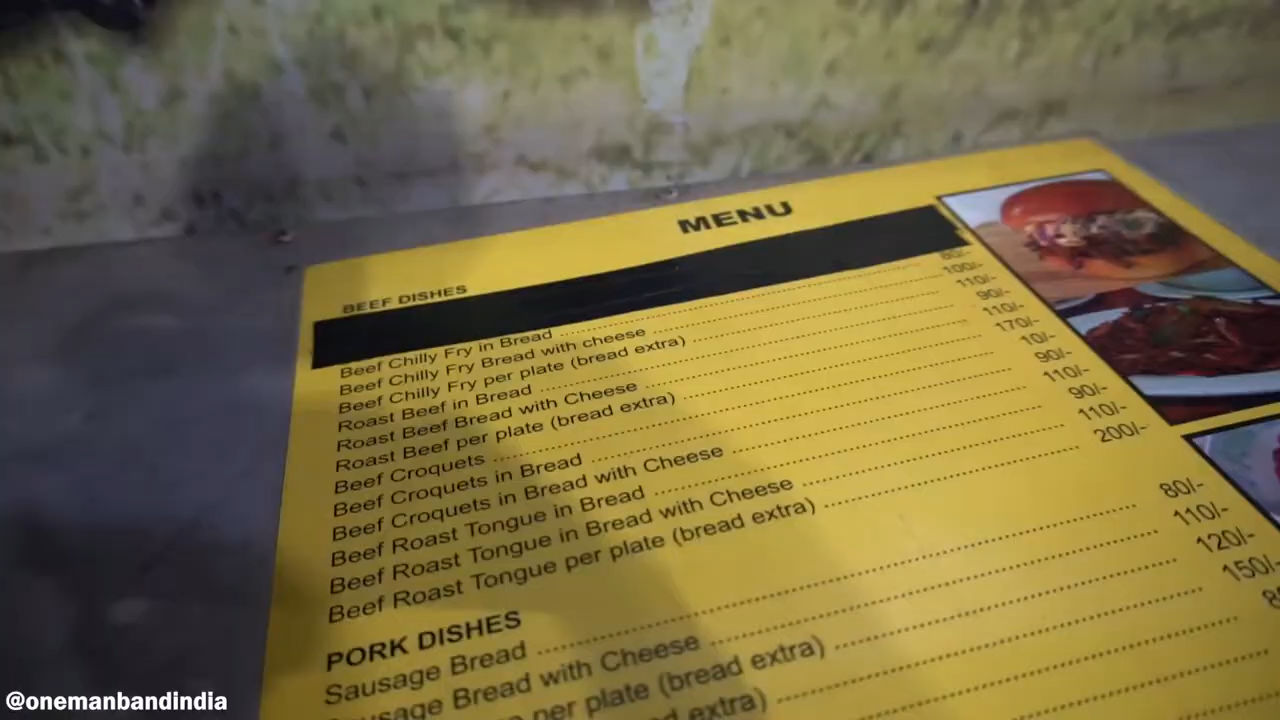 MENU
BEEF DISHES
Beef Chilly Fry in Bread ........ 80/-
Beef Chilly Fry Bread with cheese ........ 100/-
Beef Chilly Fry per plate (bread extra) ........ 110/-
Roast Beef in Bread ........ 90/-
Roast Beef Bread with Cheese ........ 110/-
Roast Beef per plate (bread extra) ........ 170/-
Beef Croquets ........ 10/-
Beef Croquets in Bread ........ 90/-
Beef Croquets in Bread with Cheese ........ 110/-
Beef Roast Tongue in Bread ........ 90/-
Beef Roast Tongue in Bread with Cheese ........ 110/-
Beef Roast Tongue per plate (bread extra) ........ 200/-
PORK DISHES
Sausage Bread ........ 80/-
Sausage Bread with Cheese ........ 110/-
per plate (bread extra) ........ 120/-
extra) ........ 150/-
@onemanbandindia